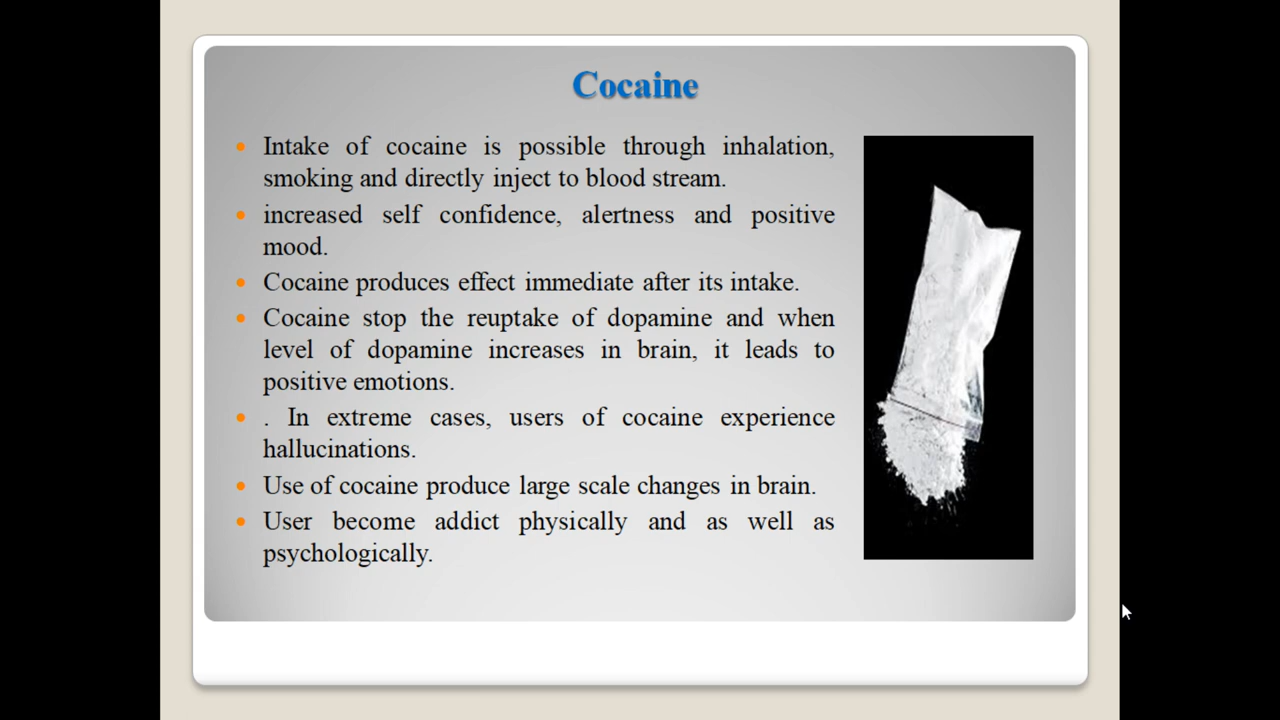 Cocaine
Intake of cocaine is possible through inhalation,
smoking and directly inject to blood stream.
increased self confidence, alertness and positive
mood.
Cocaine produces effect immediate after its intake.
Cocaine stop the reuptake of dopamine and when
level of dopamine increases in brain, it leads to
positive emotions.
. In extreme cases, users of cocaine experience
hallucinations.
Use of cocaine produce large scale changes in brain.
User become addict physically and as well as
psychologically.